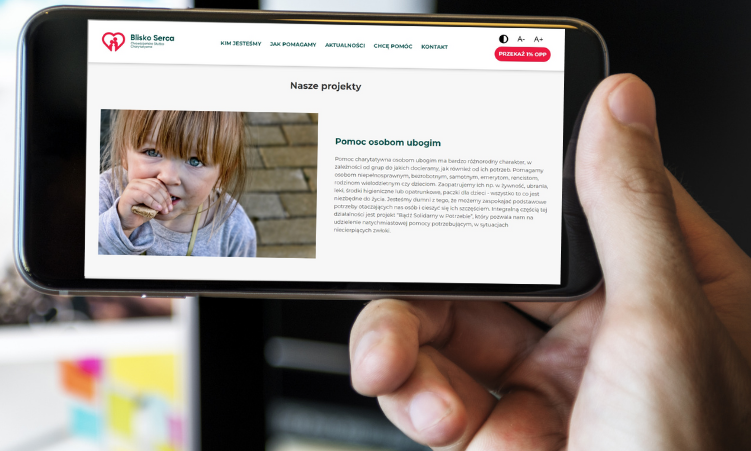 Blisko Serca
KIM JESTEŚMY JAK POMAGAMY AKTUALNOŚCI CHCĘ POMÓC KONTAKT
A- A+
PRZEKAŻ 1% OPP
Nasze projekty
Pomoc osobom ubogim
Pomoc charytatywna osobom ubogim ma bardzo różnorodny charakter, w
zależności od grup do jakich docieramy, jak również od ich potrzeb. Pomagamy
osobom niepełnosprawnym, bezrobotnym, samotnym, emerytom, rencistom,
rodzinom wielodzietnym czy dzieciom. Zaopatrujemy ich np. w żywność, ubrania,
leki, środki higieniczne lub opatrunkowe, paczki dla dzieci - wszystko to co jest
niezbędne do życia. Jesteśmy dumni z tego, że możemy zaspokajać podstawowe
potrzeby otaczających nas osób i cieszyć się ich szczęściem. Integralną częścią tej
działalności jest projekt "Bądź Solidarny w Potrzebie", który pozwala nam na
udzielenie natychmiastowej pomocy potrzebującym, w sytuacjach
niecierpiących zwłoki.